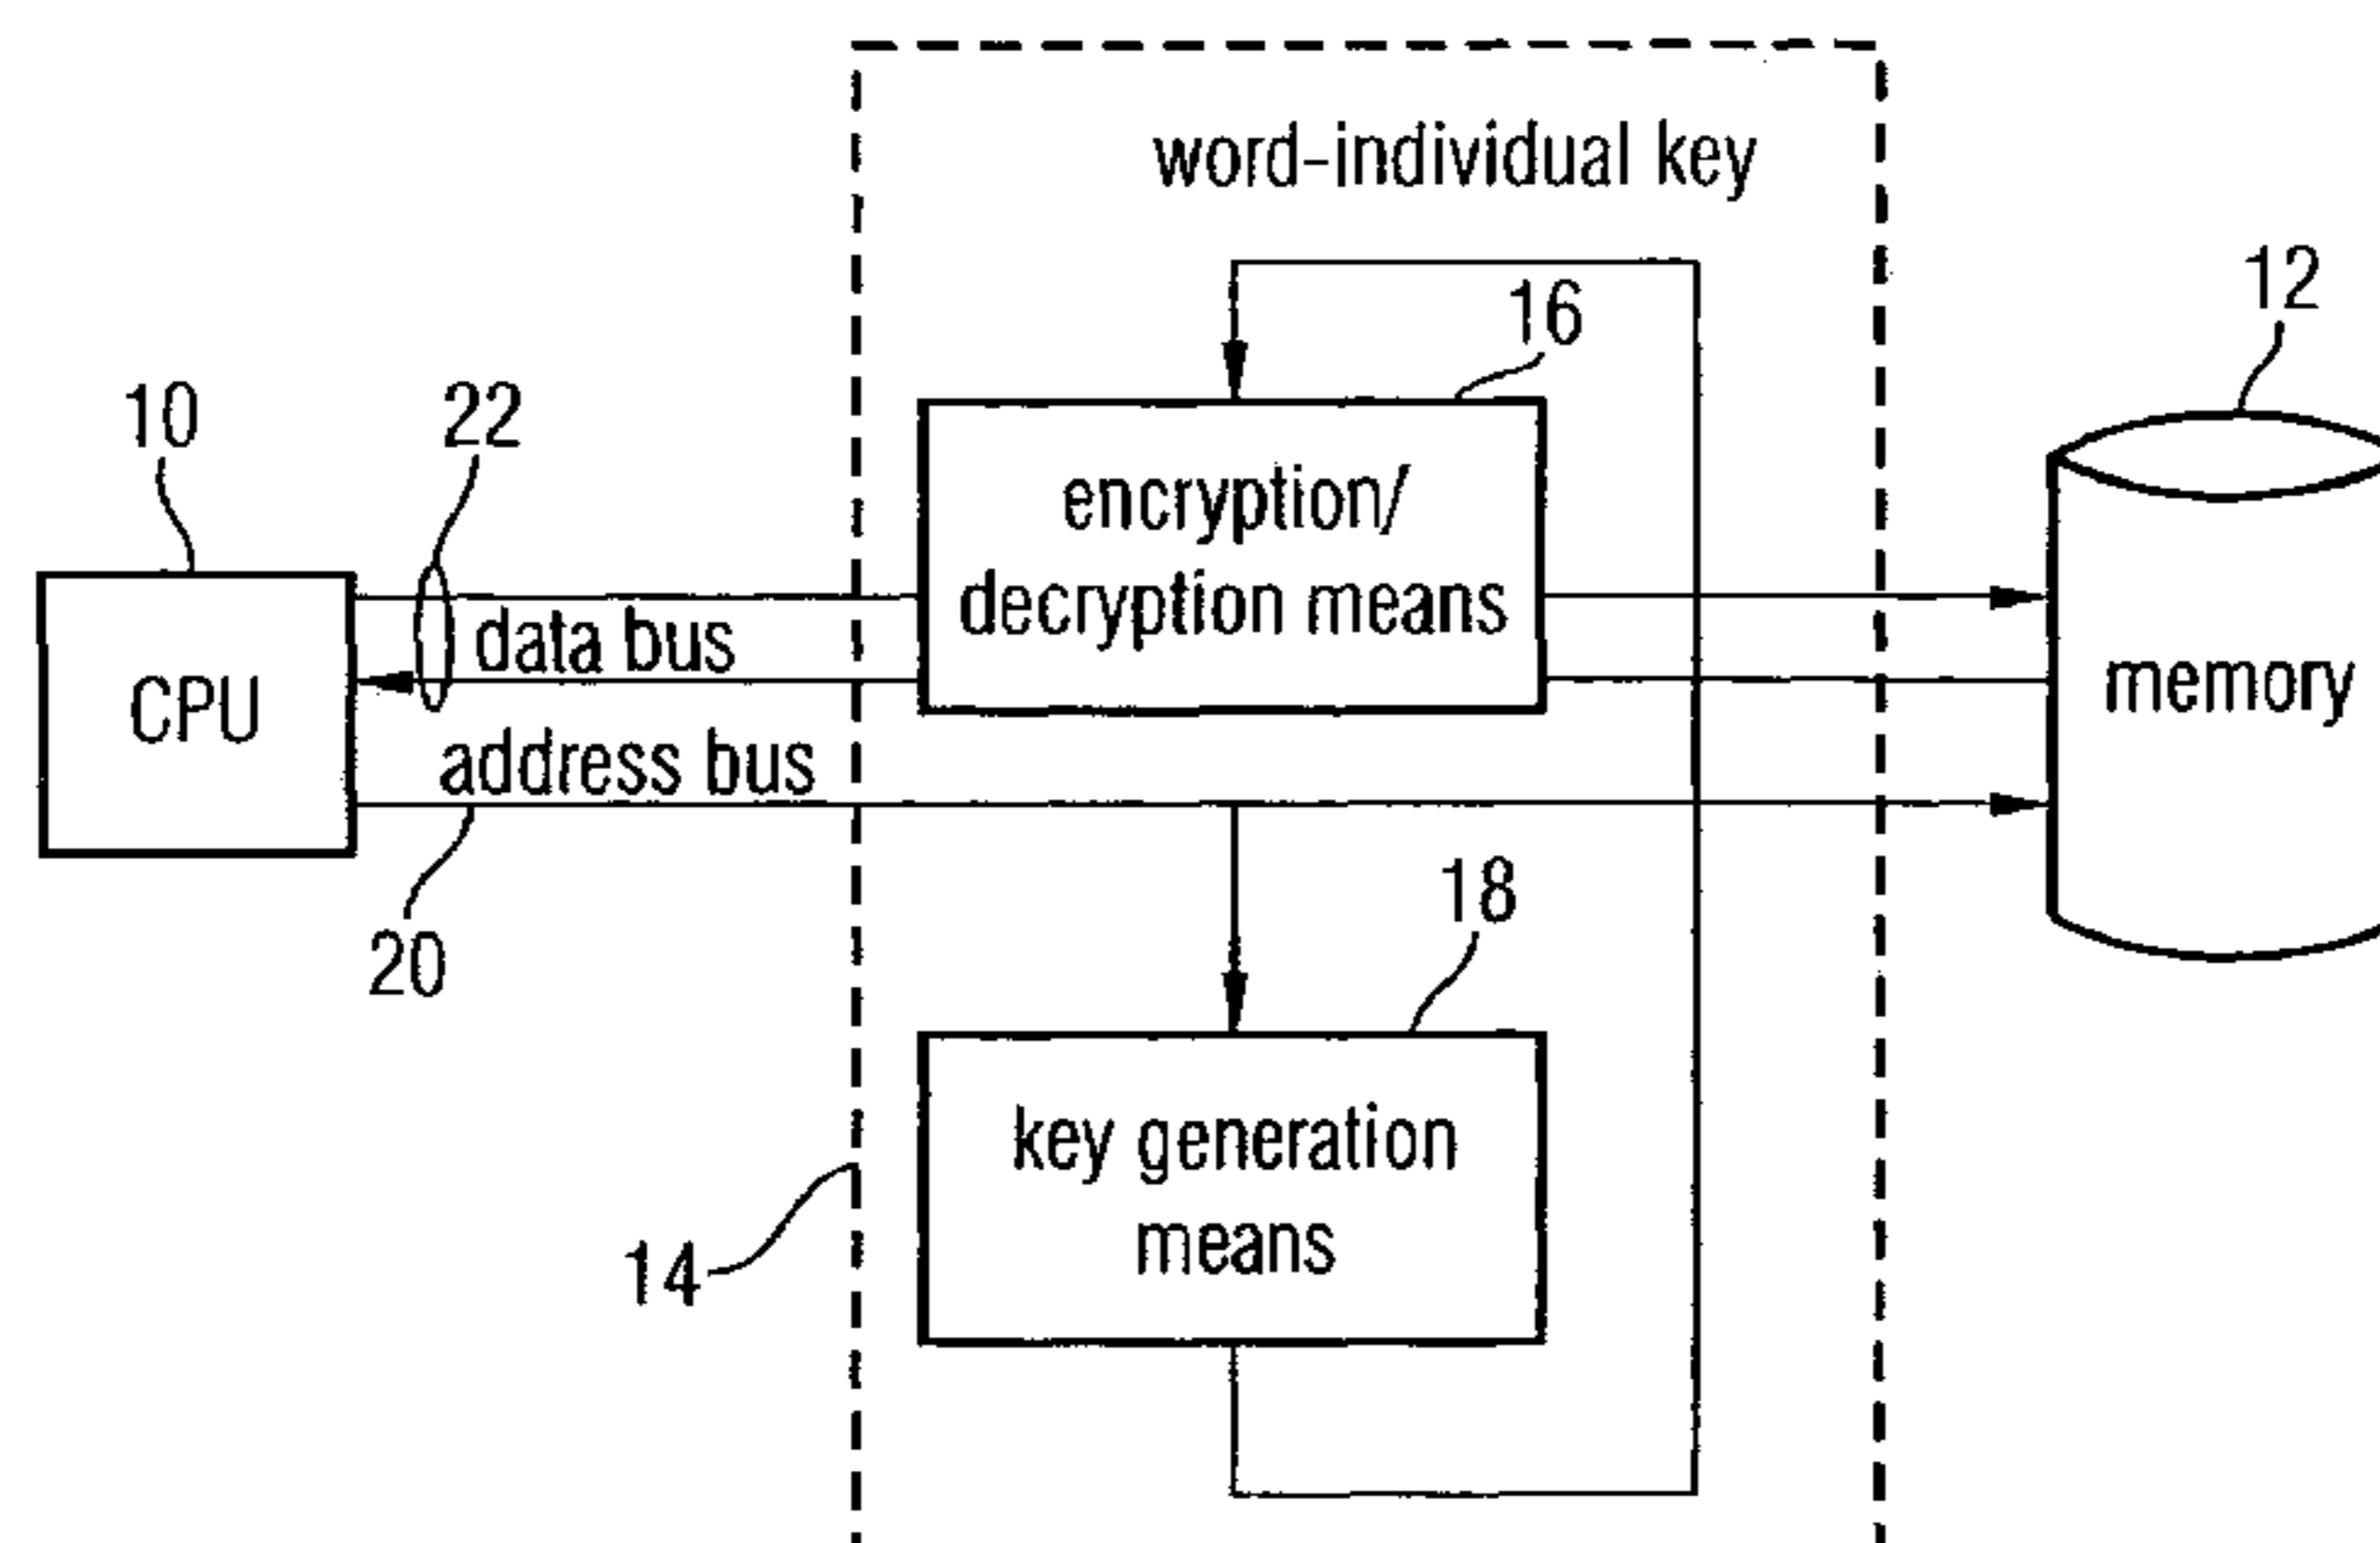 word-individual key
12
16
10
22
encryption/
decryption means
data bus
CPU
memory
address bus
18
20
key generation
means
14